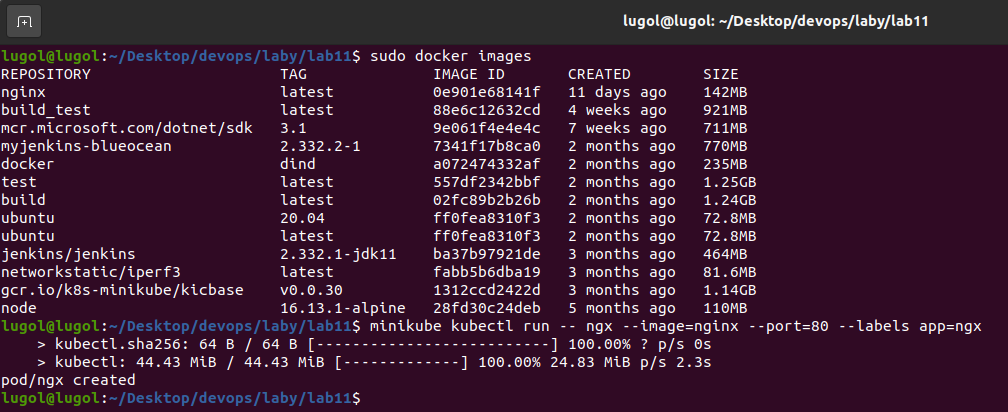 lugol@lugol: ~/Desktop/devops/laby/lab11
lugol@lugol:~/Desktop/devops/laby/lab11$ sudo docker images
REPOSITORY                     TAG               IMAGE ID       CREATED        SIZE
nginx                          latest            0e901e68141f   11 days ago    142MB
build_test                     latest            88e6c12632cd   4 weeks ago    921MB
mcr.microsoft.com/dotnet/sdk   3.1               9e061f4e4e4c   7 weeks ago    711MB
myjenkins-blueocean            2.332.2-1         7341f17b8ca0   2 months ago   770MB
docker                         dind              a072474332af   2 months ago   235MB
test                           latest            557df2342bbf   2 months ago   1.25GB
build                          latest            02fc89b2b26b   2 months ago   1.24GB
ubuntu                         20.04             ff0fea8310f3   2 months ago   72.8MB
ubuntu                         latest            ff0fea8310f3   2 months ago   72.8MB
jenkins/jenkins                2.332.1-jdk11     ba37b97921de   3 months ago   464MB
networkstatic/iperf3           latest            fabb5b6dba19   3 months ago   81.6MB
gcr.io/k8s-minikube/kicbase    v0.0.30           1312ccd2422d   3 months ago   1.14GB
node                           16.13.1-alpine    28fd30c24deb   5 months ago   110MB
lugol@lugol:~/Desktop/devops/laby/lab11$ minikube kubectl run -- ngx --image=nginx --port=80 --labels app=ngx
    > kubectl.sha256: 64 B / 64 B [--------------------------] 100.00% ? p/s 0s
    > kubectl: 44.43 MiB / 44.43 MiB [-------------] 100.00% 24.83 MiB p/s 2.3s
pod/ngx created
lugol@lugol:~/Desktop/devops/laby/lab11$